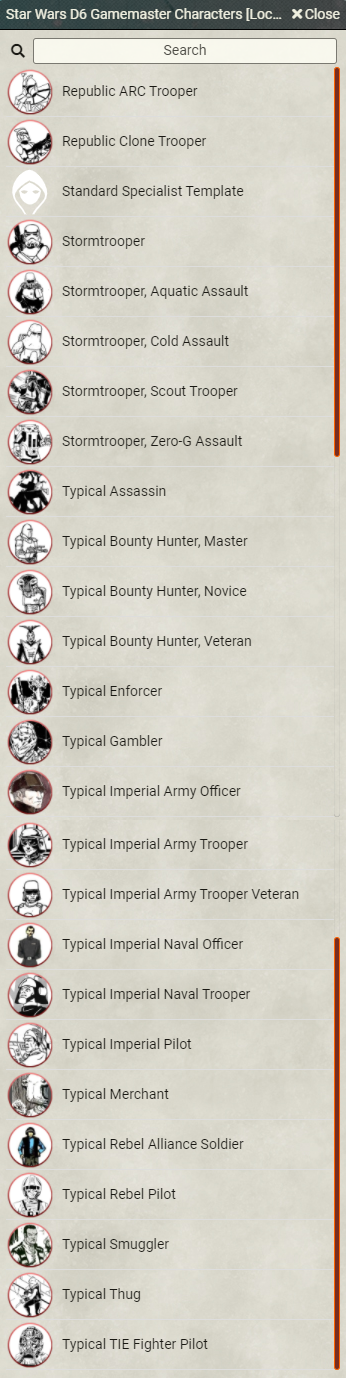 Star Wars D6 Gamemaster Characters [Loc... Close
Search
Republic ARC Trooper
Republic Clone Trooper
Standard Specialist Template
Stormtrooper
Stormtrooper, Aquatic Assault
Stormtrooper, Cold Assault
Stormtrooper, Scout Trooper
Stormtrooper, Zero-G Assault
Typical Assassin
Typical Bounty Hunter, Master
Typical Bounty Hunter, Novice
Typical Bounty Hunter, Veteran
Typical Enforcer
Typical Gambler
Typical Imperial Army Officer
Typical Imperial Army Trooper
Typical Imperial Army Trooper Veteran
Typical Imperial Naval Officer
Typical Imperial Naval Trooper
Typical Imperial Pilot
Typical Merchant
Typical Rebel Alliance Soldier
Typical Rebel Pilot
Typical Smuggler
Typical Thug
Typical TIE Fighter Pilot